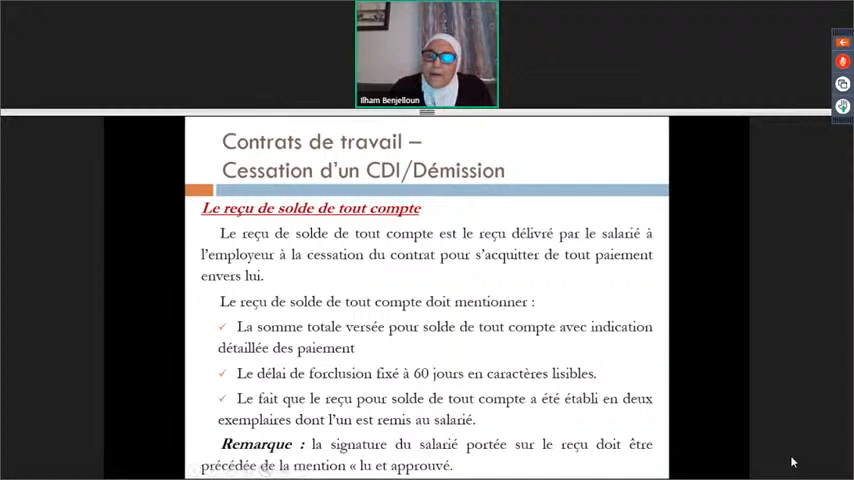 Ilham Benjelloun
Contrats de travail –
Cessation d'un CDI/Démission
Le reçu de solde de tout compte
Le reçu de solde de tout compte est le reçu délivré par le salarié à
l'employeur à la cessation du contrat pour s'acquitter de tout paiement
envers lui.
Le reçu de solde de tout compte doit mentionner :
✓ La somme totale versée pour solde de tout compte avec indication
détaillée des paiement
✓ Le délai de forclusion fixé à 60 jours en caractères lisibles.
✓ Le fait que le reçu pour solde de tout compte a été établi en deux
exemplaires dont l'un est remis au salarié.
Remarque : la signature du salarié portée sur le reçu doit être
précédée de la mention « lu et approuvé.